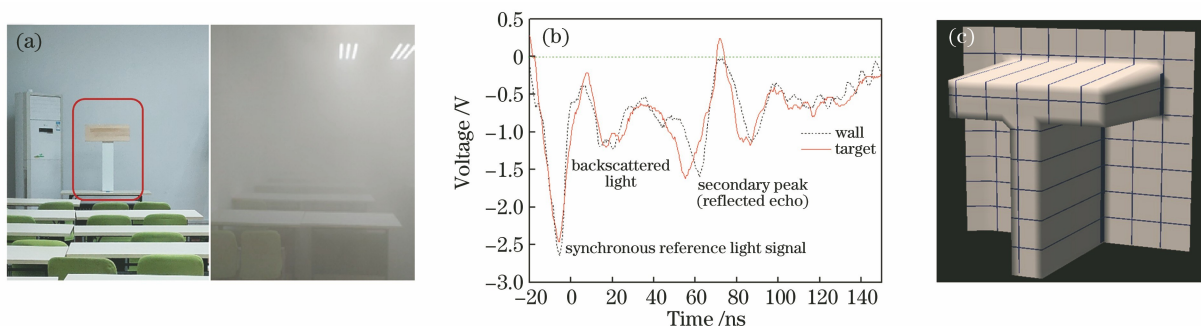 (a)
(b)
0.5
0
−0.5
−1.0
−1.5
−2.0
−2.5
−3.0
Voltage /V
−20
0
20
40
60
80
100
120
140
Time /ns
backscattered
light
wall
target
secondary peak
(reflected echo)
synchronous reference light signal
(c)